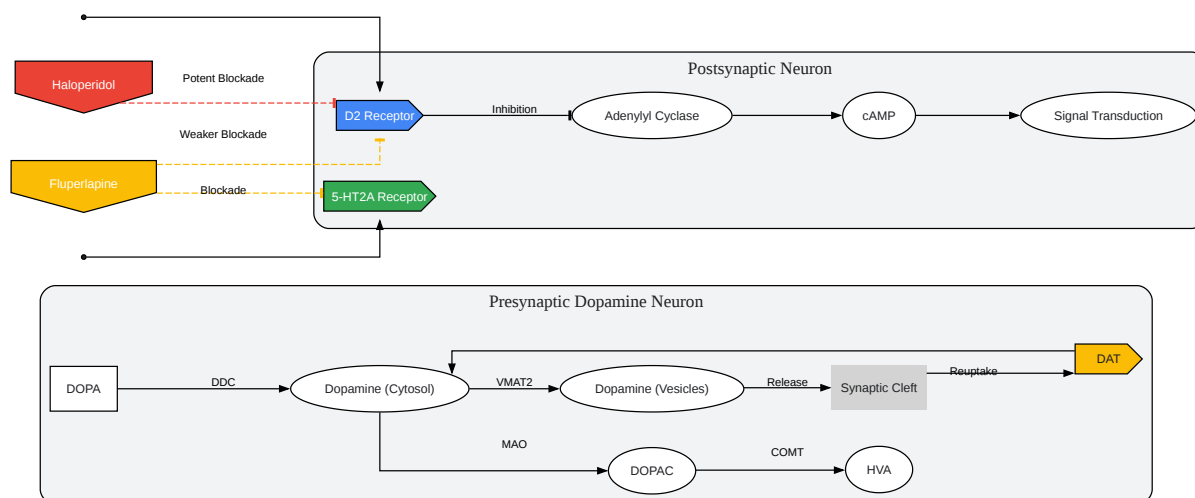 Postsynaptic Neuron
Haloperidol
Potent Blockade
D2 Receptor
Inhibition
Adenylyl Cyclase
cAMP
Signal Transduction
Weaker Blockade
Fluperlapine
Blockade
5-HT2A Receptor
Presynaptic Dopamine Neuron
DOPA
DDC
Dopamine (Cytosol)
VMAT2
Dopamine (Vesicles)
Release
Synaptic Cleft
Reuptake
DAT
MAO
DOPAC
COMT
HVA